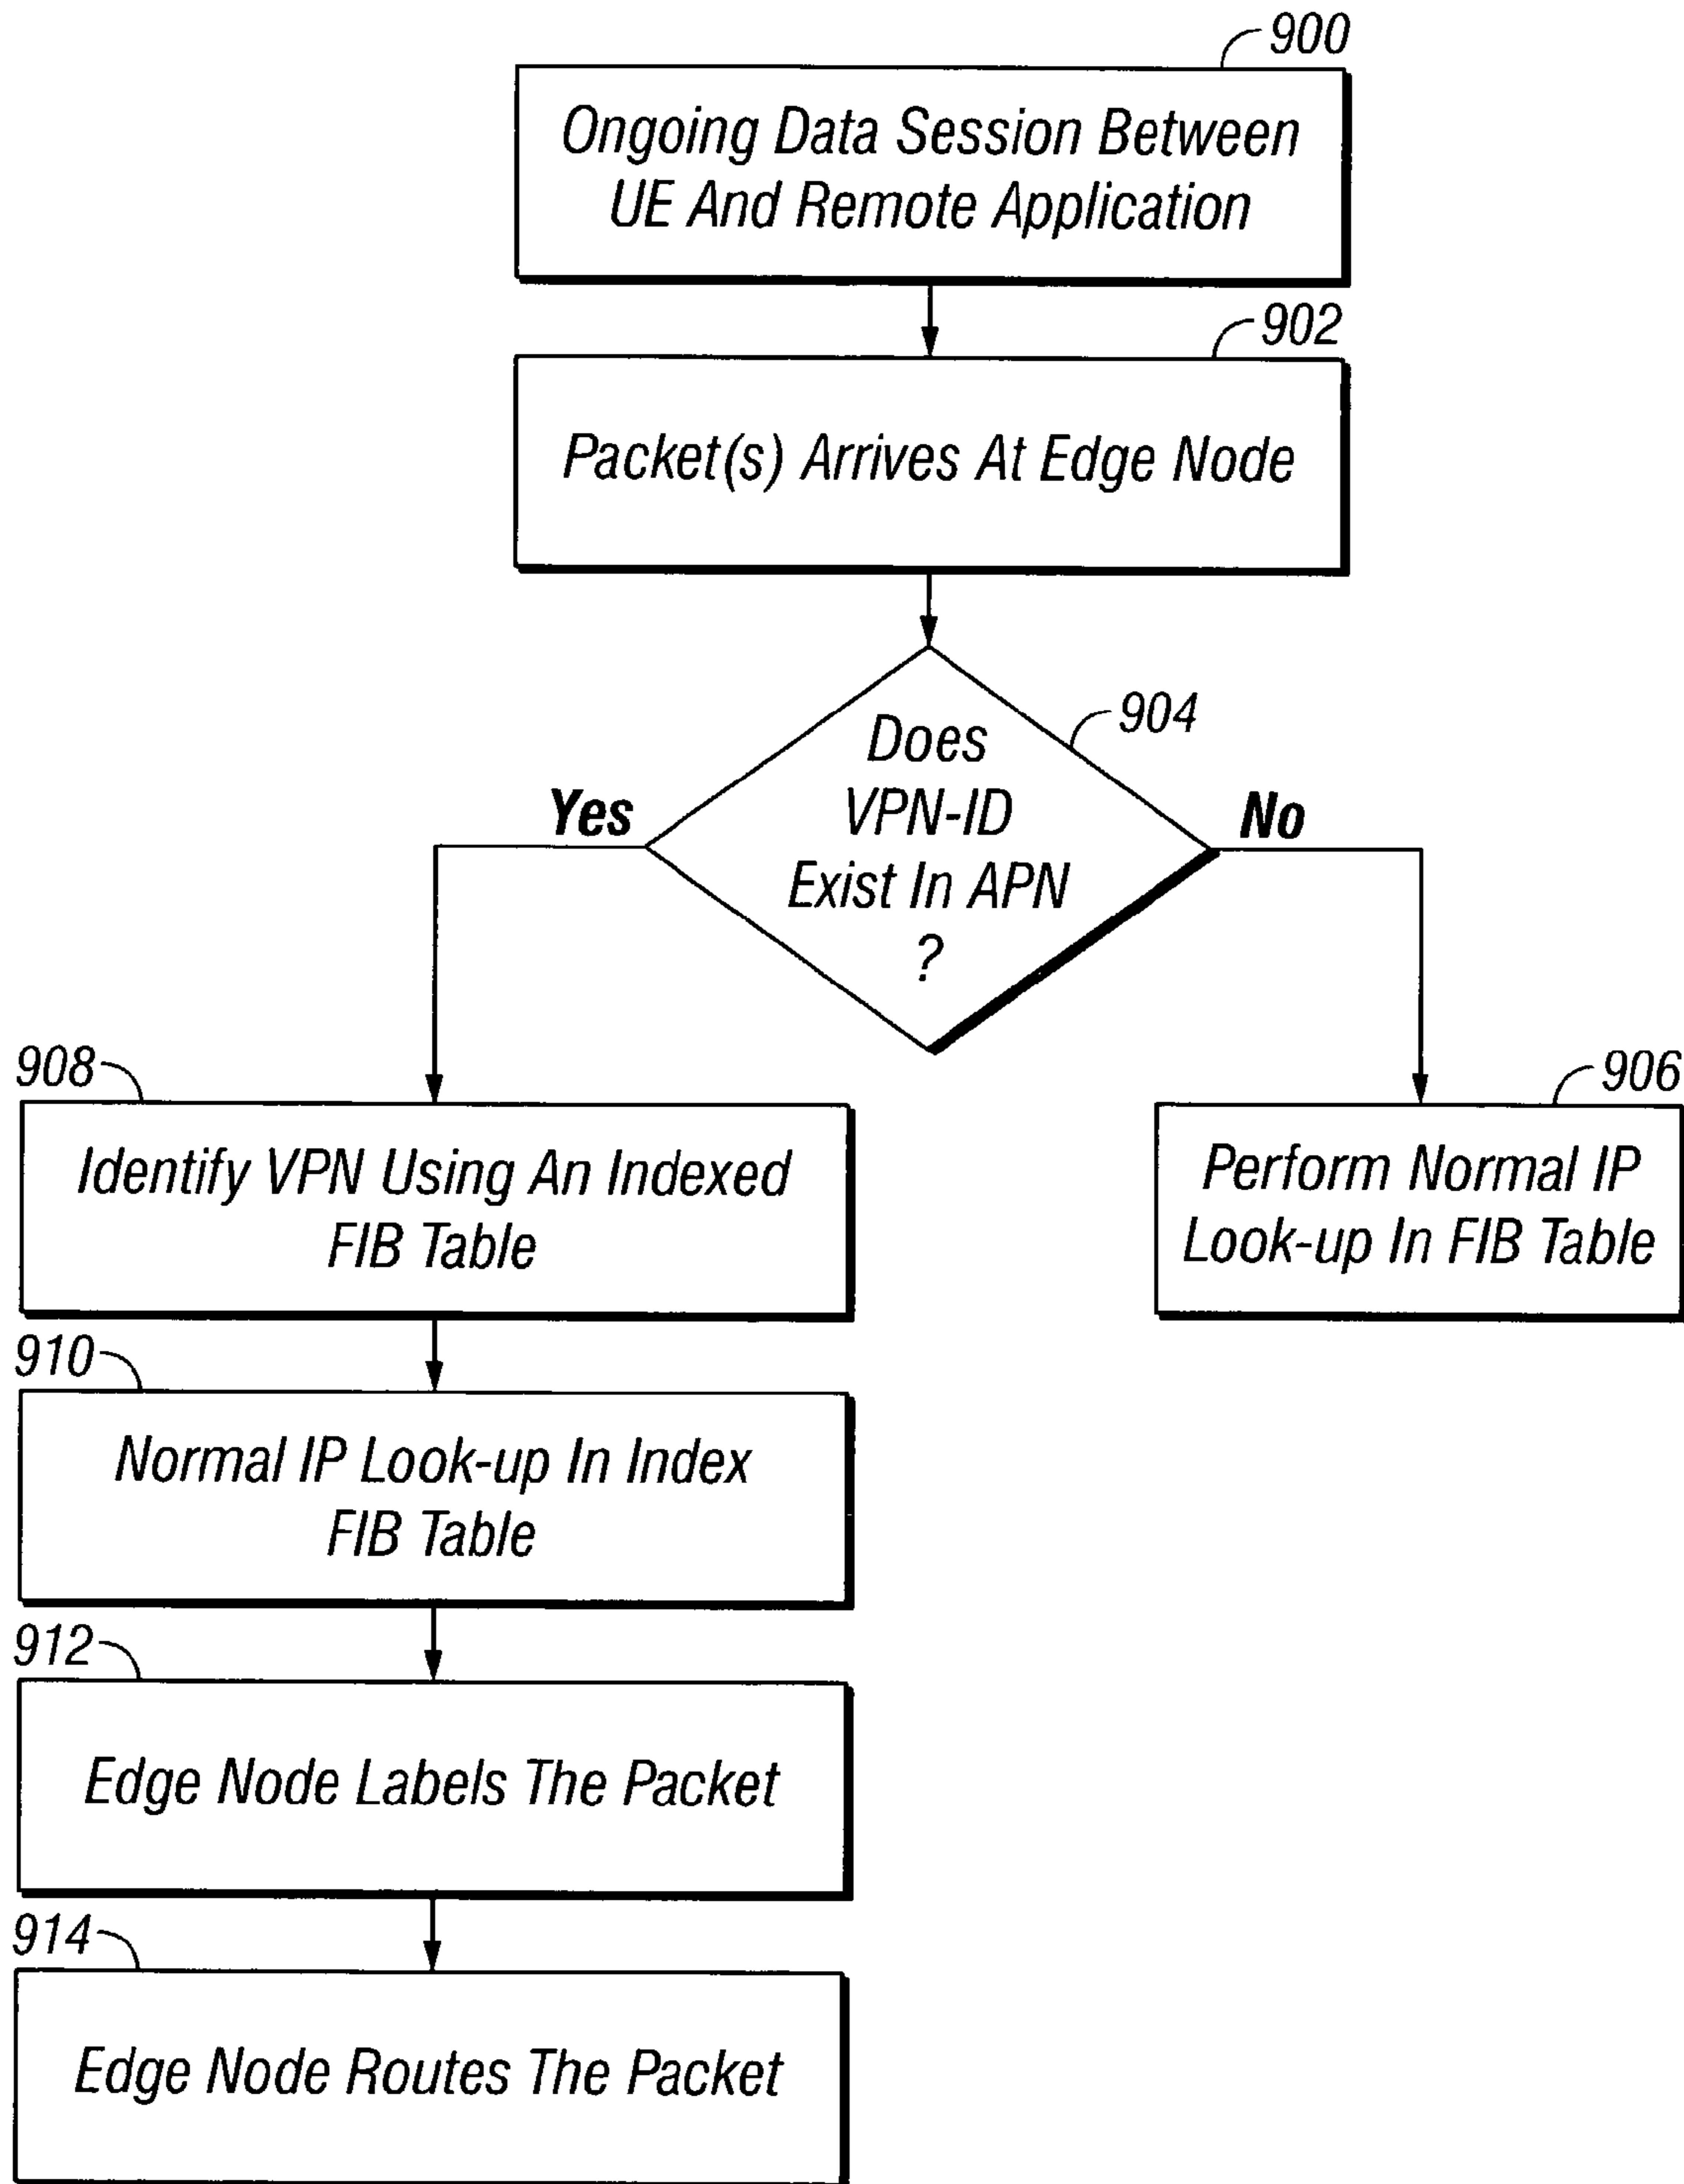 900
Ongoing Data Session Between
UE And Remote Application
902
Packet(s) Arrives At Edge Node
904
Does
VPN-ID
Exist In APN
?
Yes
No
908
Identify VPN Using An Indexed
FIB Table
906
Perform Normal IP
Look-up In FIB Table
910
Normal IP Look-up In Index
FIB Table
912
Edge Node Labels The Packet
914
Edge Node Routes The Packet